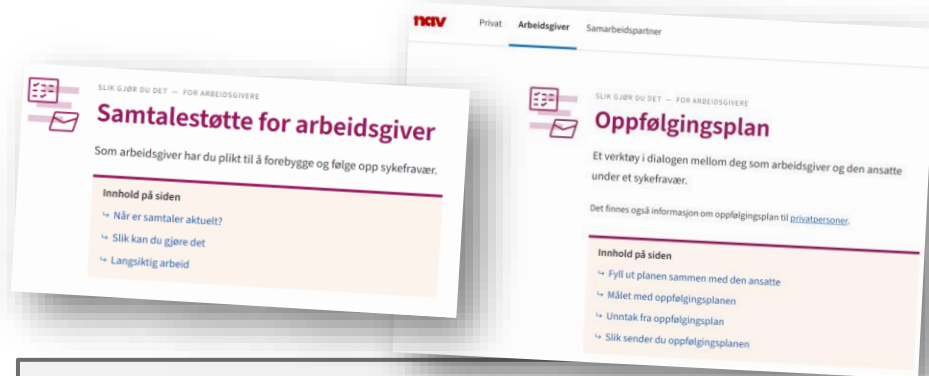 SLIK GJØR DU DET — FOR ARBEIDSGIVERE
Samtalestøtte for arbeidsgiver
Som arbeidsgiver har du plikt til å forebygge og følge opp sykefravær.
Innhold på siden
↪ Når er samtaler aktuelt?
↪ Slik kan du gjøre det
↪ Langsiktig arbeid
nav Privat Arbeidsgiver Samarbeidspartner
SLIK GJØR DU DET — FOR ARBEIDSGIVERE
Oppfølgingsplan
Et verktøy i dialogen mellom deg som arbeidsgiver og den ansatte
under et sykefravær.
Det finnes også informasjon om oppfølgingsplan til privatpersoner.
Innhold på siden
↪ Fyll ut planen sammen med den ansatte
↪ Målet med oppfølgingsplanen
↪ Unntak fra oppfølgingsplan
↪ Slik sender du oppfølgingsplanen